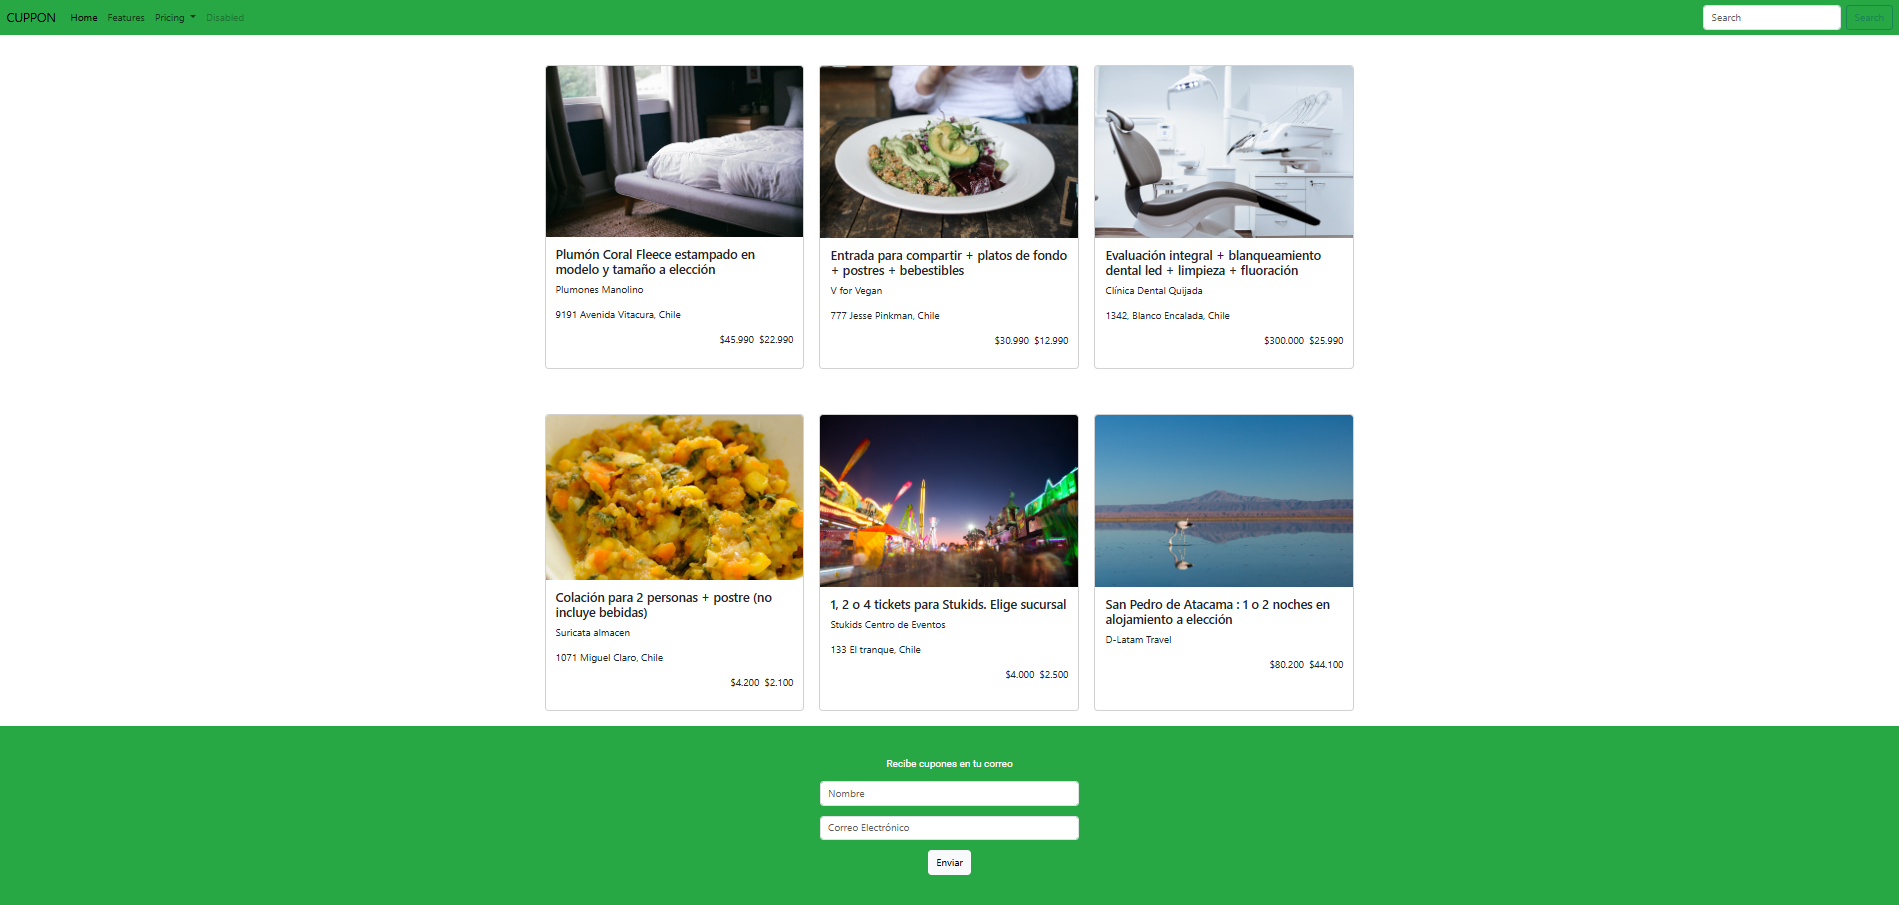 CUPPON Home Features Pricing Disabled Search Search
Plumón Coral Fleece estampado en
modelo y tamaño a elección
Plumones Manolino
9191 Avenida Vitacura, Chile
$45.990 $22.990
Entrada para compartir + platos de fondo
+ postres + bebestibles
V for Vegan
777 Jesse Pinkman, Chile
$30.990 $12.990
Evaluación integral + blanqueamiento
dental led + limpieza + fluoración
Clínica Dental Quijada
1342, Blanco Encalada, Chile
$300.000 $25.990
Colación para 2 personas + postre (no
incluye bebidas)
Suricata almacen
1071 Miguel Claro, Chile
$4.200 $2.100
1, 2 o 4 tickets para Stukids. Elige sucursal
Stukids Centro de Eventos
133 El tranque, Chile
$4.000 $2.500
San Pedro de Atacama : 1 o 2 noches en
alojamiento a elección
D-Latam Travel
$80.200 $44.100
Recibe cupones en tu correo
Nombre
Correo Electrónico
Enviar